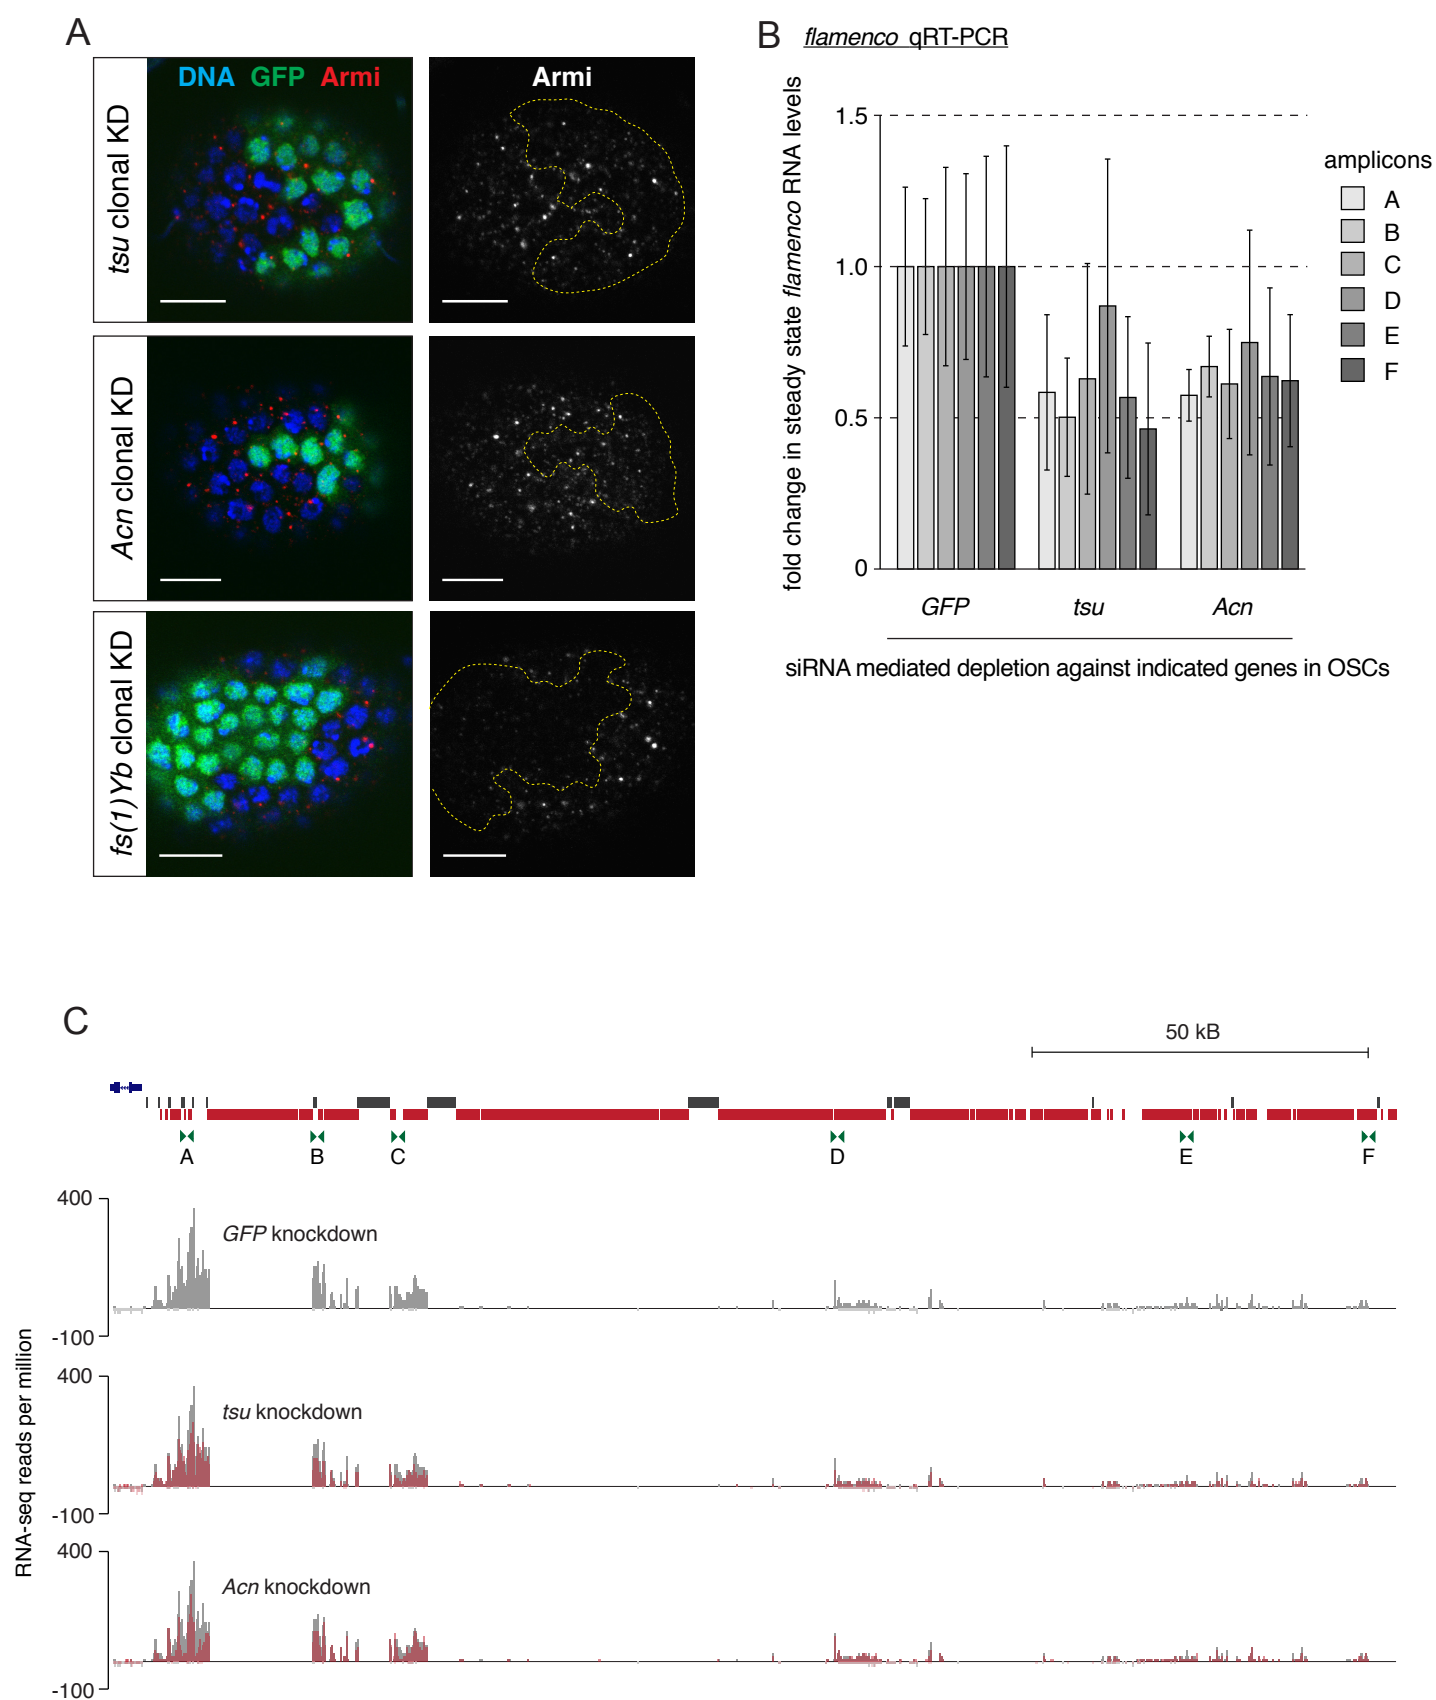 A
DNA GFP Armi
Armi
tsu clonal KD
Acn clonal KD
fs(1)Yb clonal KD
B
flamenco qRT-PCR
fold change in steady state flamenco RNA levels
1.5
1.0
0.5
0
GFP
tsu
Acn
siRNA mediated depletion against indicated genes in OSCs
amplicons
A
B
C
D
E
F
C
50 kB
A
B
C
D
E
F
RNA-seq reads per million
400
GFP knockdown
-100
400
tsu knockdown
-100
400
Acn knockdown
-100